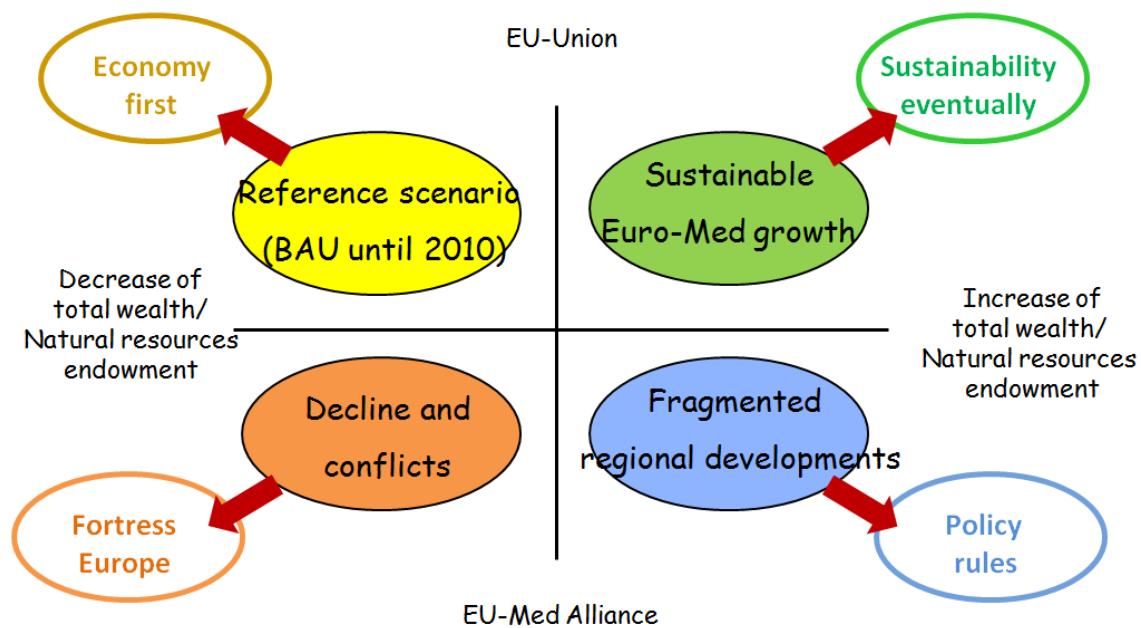 EU-Union
Economy
first
Sustainability
eventually
Reference scenario
(BAU until 2010)
Sustainable
Euro-Med growth
Decrease of
total wealth/
Natural resources
endowment
Increase of
total wealth/
Natural resources
endowment
Decline and
conflicts
Fragmented
regional developments
Fortress
Europe
Policy
rules
EU-Med Alliance